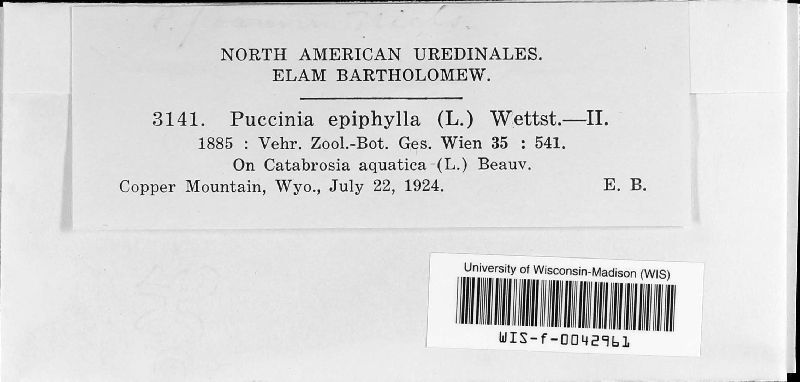 NORTH AMERICAN UREDINALES.
ELAM BARTHOLOMEW.
3141. Puccinia epiphylla (L.) Wettst.—II.
1885 : Vehr. Zool.-Bot. Ges. Wien 35 : 541.
On Catabrosia aquatica (L.) Beauv.
Copper Mountain, Wyo., July 22, 1924. E. B.
University of Wisconsin-Madison (WIS)
WIS-f-0042961